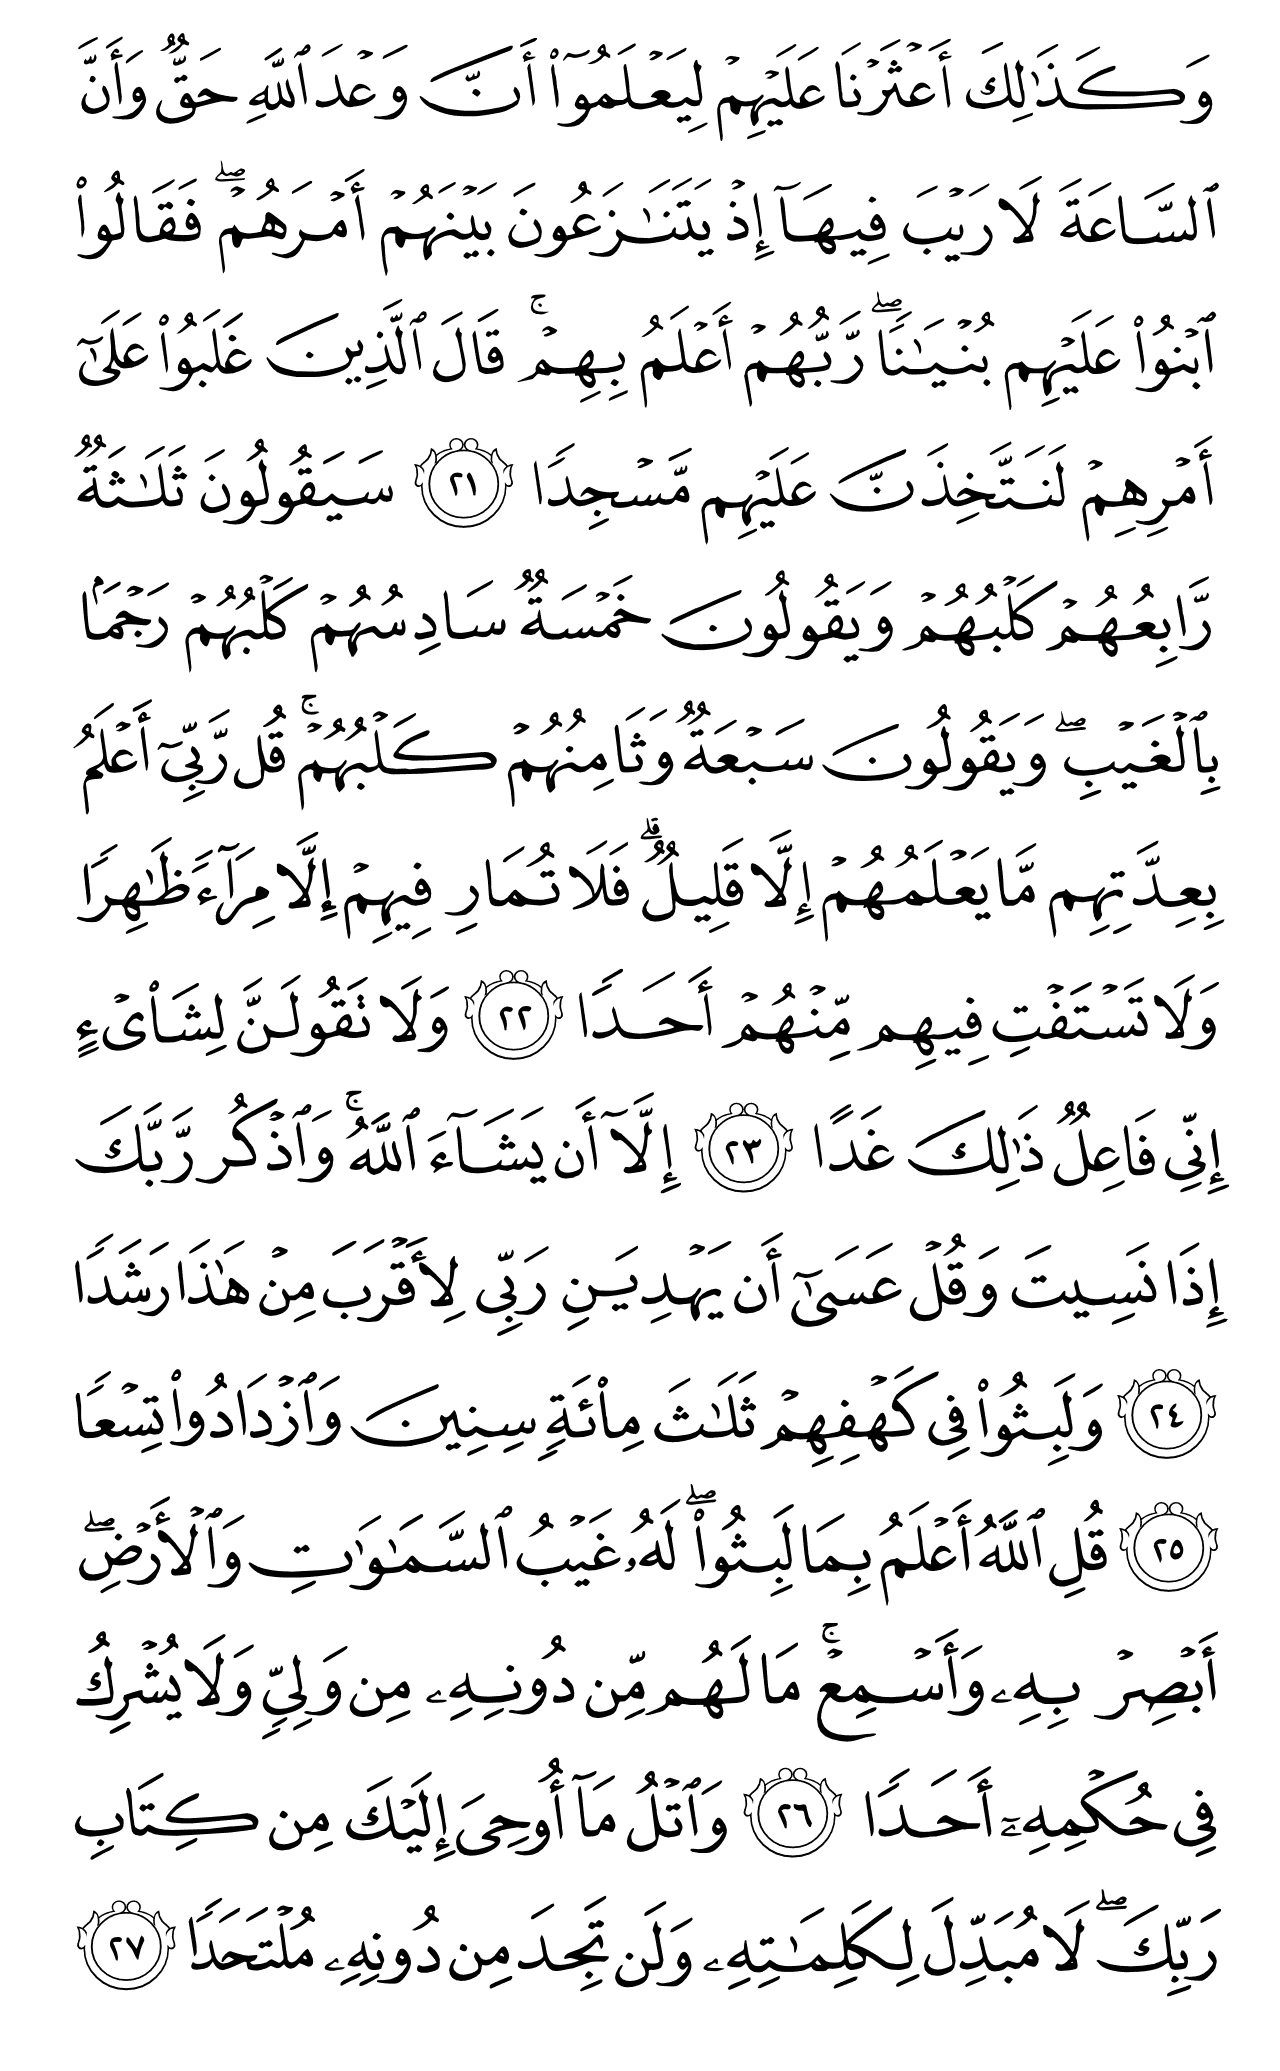 وَكَذَٰلِكَ أَعْثَرْنَا عَلَيْهِمْ لِيَعْلَمُوٓا۟ أَنَّ وَعْدَ ٱللَّهِ حَقٌّ وَأَنَّ
ٱلسَّاعَةَ لَا رَيْبَ فِيهَآ إِذْ يَتَنَٰزَعُونَ بَيْنَهُمْ أَمْرَهُمْ ۖ فَقَالُوا۟
ٱبْنُوا۟ عَلَيْهِم بُنْيَٰنًا ۖ رَّبُّهُمْ أَعْلَمُ بِهِمْ ۚ قَالَ ٱلَّذِينَ غَلَبُوا۟ عَلَىٰٓ
أَمْرِهِمْ لَنَتَّخِذَنَّ عَلَيْهِم مَّسْجِدًا ٢١ سَيَقُولُونَ ثَلَٰثَةٌ
رَّابِعُهُمْ كَلْبُهُمْ وَيَقُولُونَ خَمْسَةٌ سَادِسُهُمْ كَلْبُهُمْ رَجْمًۢا
بِٱلْغَيْبِ ۖ وَيَقُولُونَ سَبْعَةٌ وَثَامِنُهُمْ كَلْبُهُمْ ۚ قُل رَّبِّىٓ أَعْلَمُ
بِعِدَّتِهِم مَّا يَعْلَمُهُمْ إِلَّا قَلِيلٌ ۗ فَلَا تُمَارِ فِيهِمْ إِلَّا مِرَآءً ظَٰهِرًا
وَلَا تَسْتَفْتِ فِيهِم مِّنْهُمْ أَحَدًا ٢٢ وَلَا تَقُولَنَّ لِشَا۟ىْءٍ
إِنِّى فَاعِلٌ ذَٰلِكَ غَدًا ٢٣ إِلَّآ أَن يَشَآءَ ٱللَّهُ ۚ وَٱذْكُر رَّبَّكَ
إِذَا نَسِيتَ وَقُلْ عَسَىٰٓ أَن يَهْدِيَنِ رَبِّى لِأَقْرَبَ مِنْ هَٰذَا رَشَدًا
٢٤ وَلَبِثُوا۟ فِى كَهْفِهِمْ ثَلَٰثَ مِا۟ئَةٍ سِنِينَ وَٱزْدَادُوا۟ تِسْعًا
٢٥ قُلِ ٱللَّهُ أَعْلَمُ بِمَا لَبِثُوا۟ ۖ لَهُۥ غَيْبُ ٱلسَّمَٰوَٰتِ وَٱلْأَرْضِ ۖ
أَبْصِرْ بِهِۦ وَأَسْمِعْ ۚ مَا لَهُم مِّن دُونِهِۦ مِن وَلِىٍّ وَلَا يُشْرِكُ
فِى حُكْمِهِۦٓ أَحَدًا ٢٦ وَٱتْلُ مَآ أُوحِىَ إِلَيْكَ مِن كِتَابِ
رَبِّكَ ۖ لَا مُبَدِّلَ لِكَلِمَٰتِهِۦ وَلَن تَجِدَ مِن دُونِهِۦ مُلْتَحَدًا ٢٧